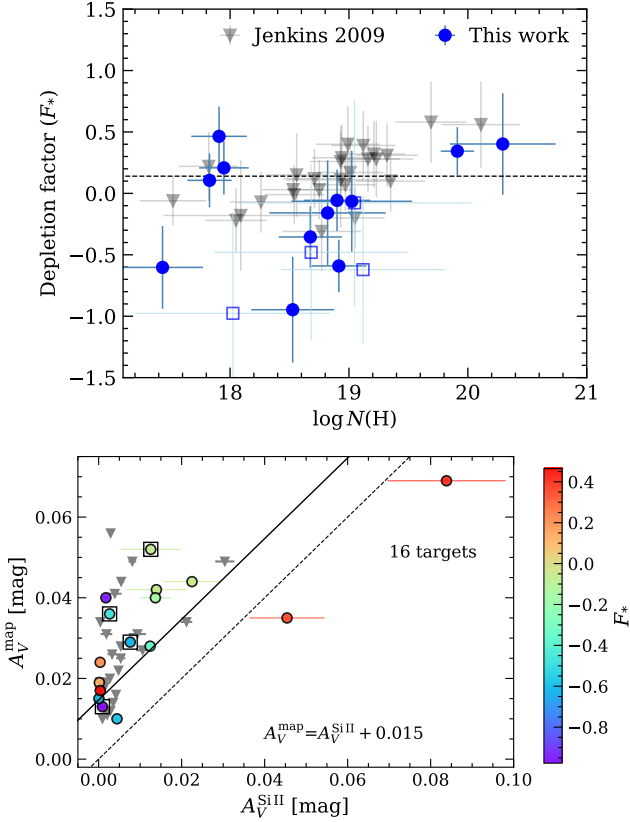 1.5
1.0
0.5
0.0
−0.5
−1.0
−1.5
Depletion factor (F*)
Jenkins 2009
This work
18 19 20 21
log N(H)
0.06
0.04
0.02
0.00
A_V^map [mag]
16 targets
A_V^map=A_V^SiII + 0.015
0.00 0.02 0.04 0.06 0.08 0.10
A_V^SiII [mag]
0.4
0.2
0.0
−0.2
−0.4
−0.6
−0.8
F*